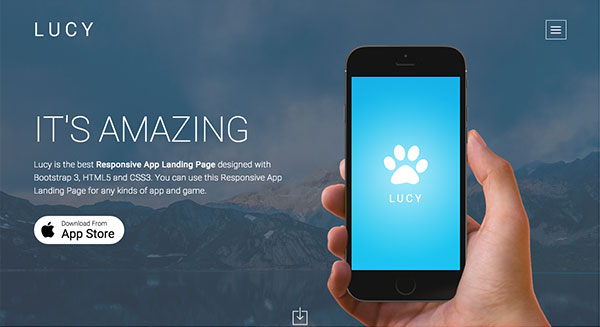 LUCY
IT'S AMAZING
Lucy is the best Responsive App Landing Page designed with
Bootstrap 3, HTML5 and CSS3. You can use this Responsive App
Landing Page for any kinds of app and game.
Download From
App Store
LUCY